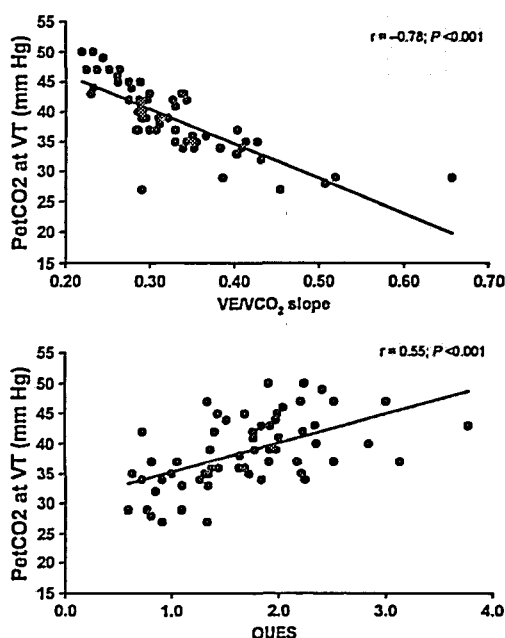 r = –0.78; P <0.001
PetCO2 at VT (mm Hg)
55
50
45
40
35
30
25
20
15
0.20 0.30 0.40 0.50 0.60 0.70
VE/VCO₂ slope
r = 0.55; P <0.001
PetCO2 at VT (mm Hg)
55
50
45
40
35
30
25
20
15
0.0 1.0 2.0 3.0 4.0
OUES